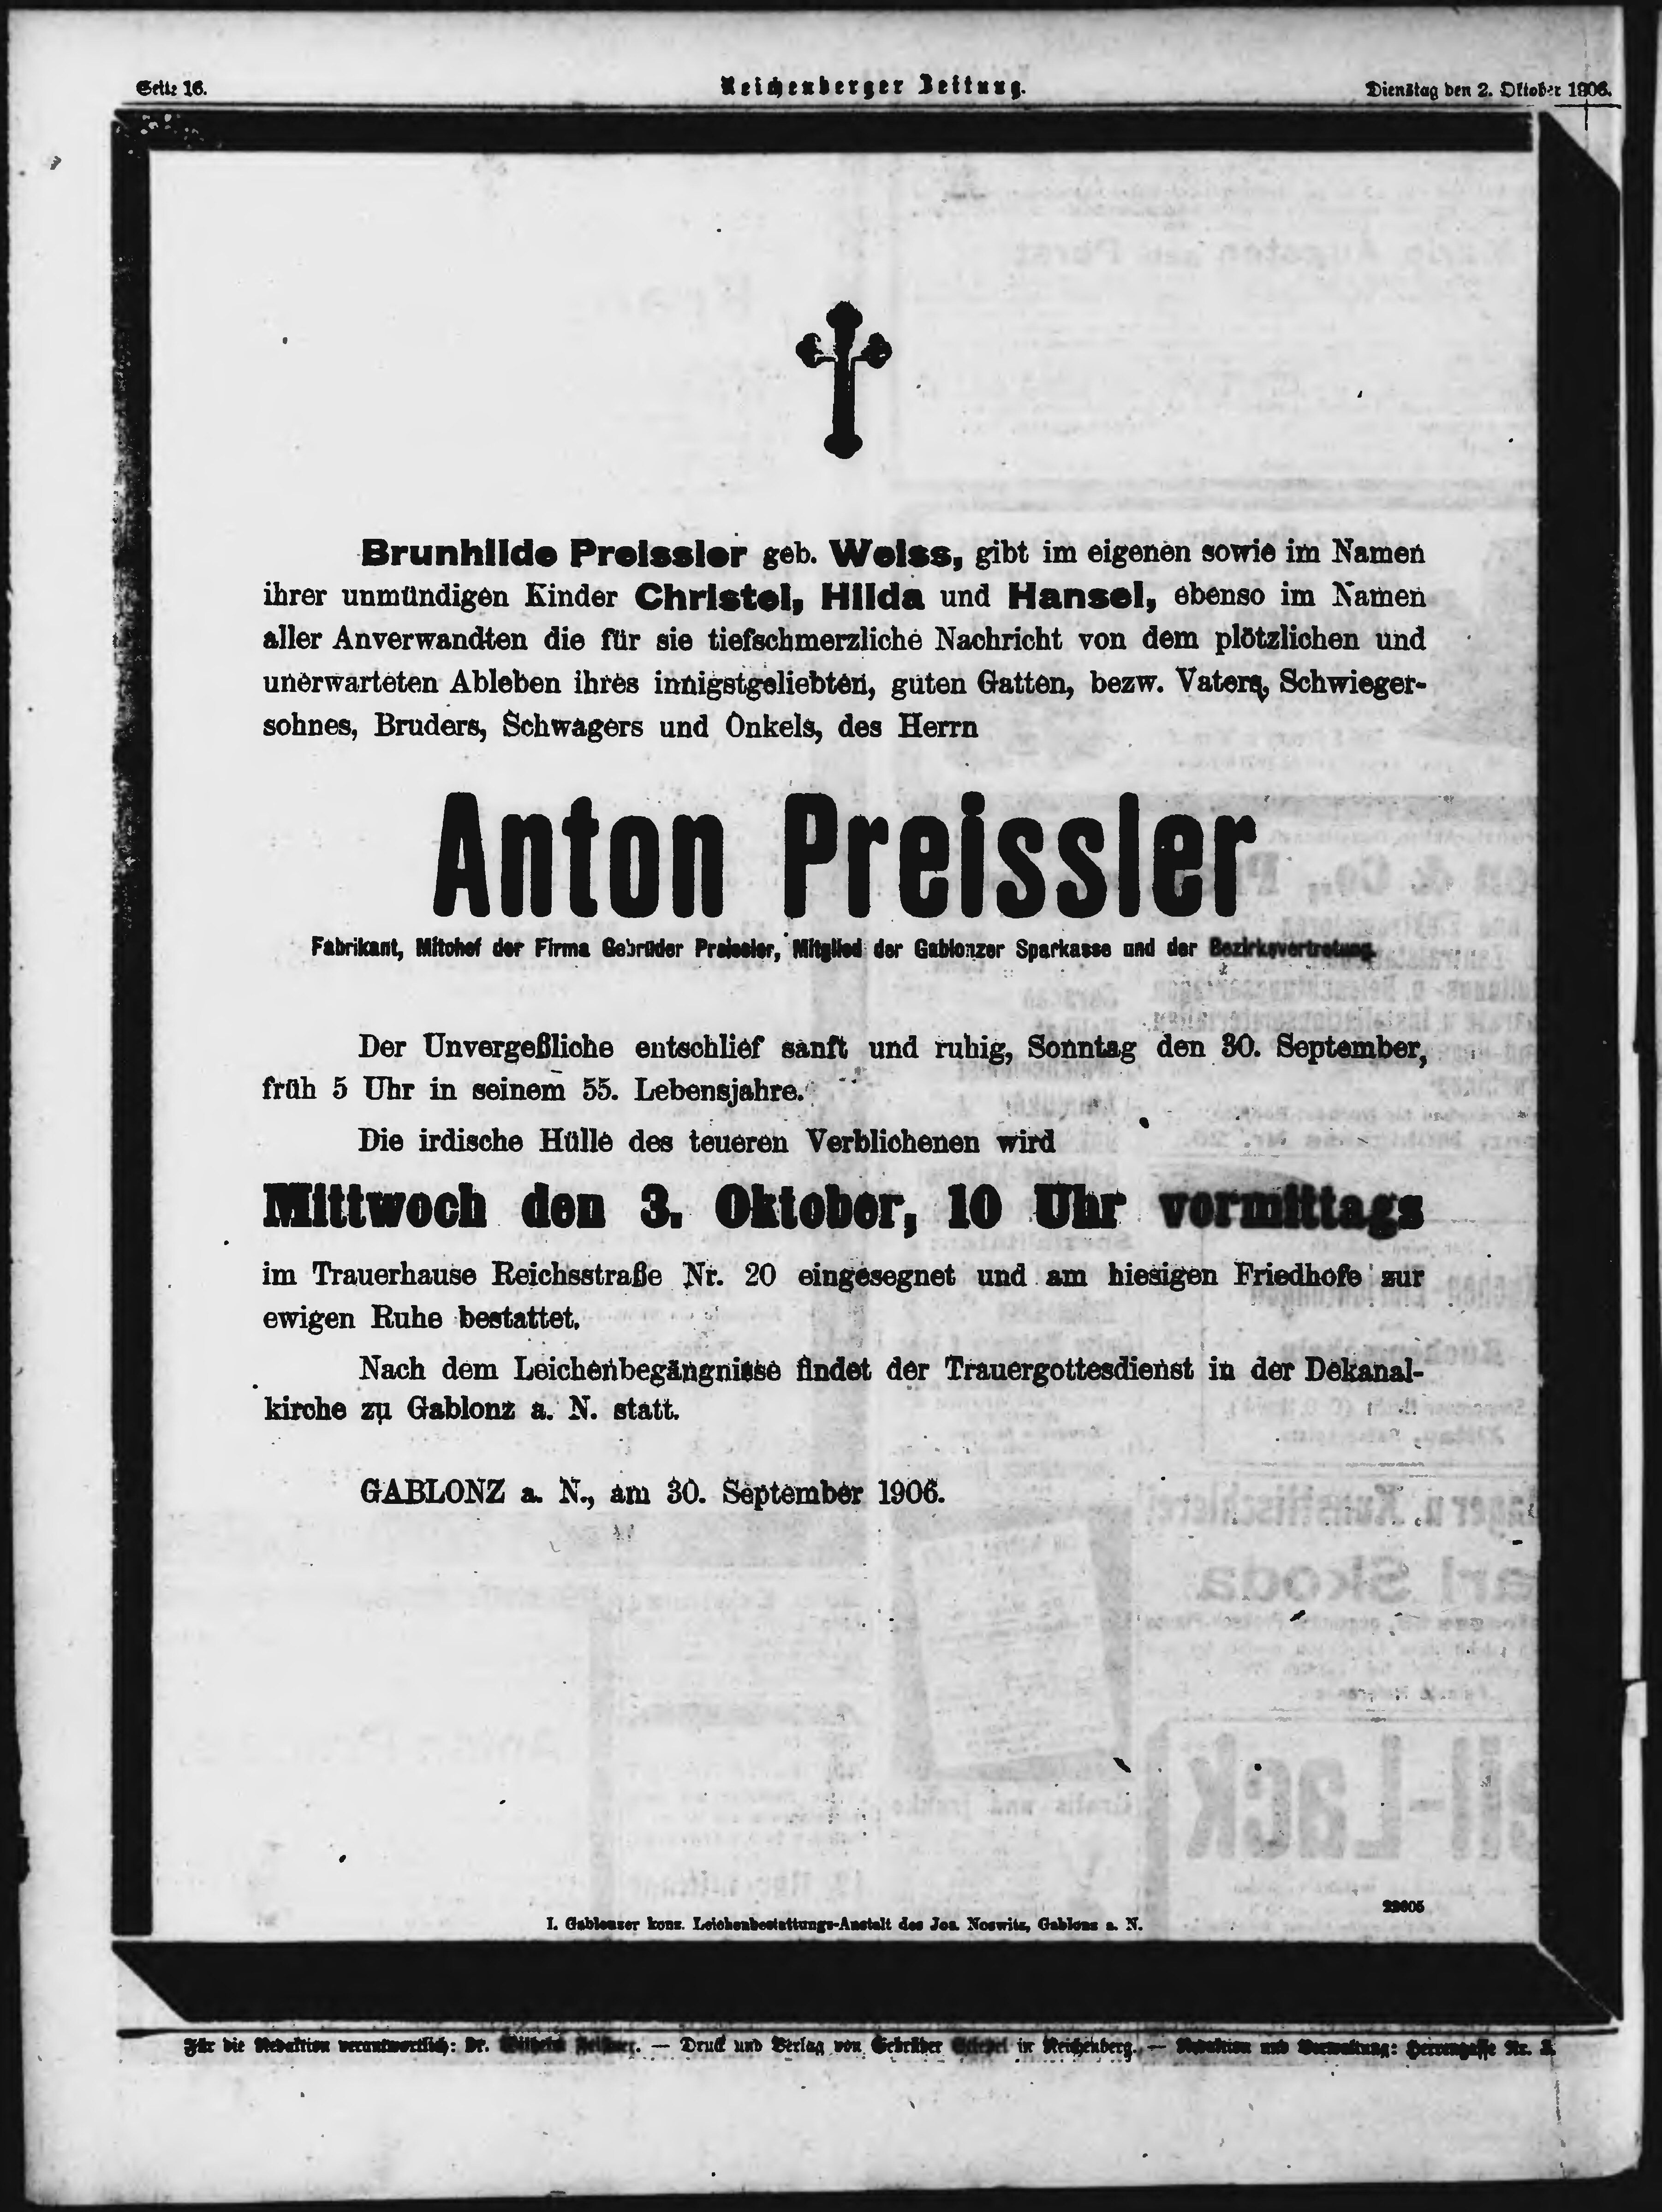 Seite 16.
Reichenberger Zeitung.
Dienstag den 2. Oktober 1906.
Brunhilde Preissler geb. Weiss, gibt im eigenen sowie im Namen
ihrer unmündigen Kinder Christel, Hilda und Hansel, ebenso im Namen
aller Anverwandten die für sie tiefschmerzliche Nachricht von dem plötzlichen und
unerwarteten Ableben ihres innigstgeliebten, guten Gatten, bezw. Vaters, Schwieger-
sohnes, Bruders, Schwagers und Onkels, des Herrn
Anton Preissler
Fabrikant, Mitchef der Firma Gebrüder Preissler, Mitglied der Gablonzer Sparkasse und der Bezirksvertretung.
Der Unvergeßliche entschlief sanft und ruhig, Sonntag den 30. September,
früh 5 Uhr in seinem 55. Lebensjahre.
Die irdische Hülle des teueren Verblichenen wird
Mittwoch den 3. Oktober, 10 Uhr vormittags
im Trauerhause Reichsstraße Nr. 20 eingesegnet und am hiesigen Friedhofe zur
ewigen Ruhe bestattet.
Nach dem Leichenbegängnisse findet der Trauergottesdienst in der Dekanal-
kirche zu Gablonz a. N. statt.
GABLONZ a. N., am 30. September 1906.
22605
I. Gablonzer konz. Leichenbestattungs-Anstalt des Jos. Noswitz, Gablonz a. N.
Für die Redaktion verantwortlich: Dr. Wilhelm. — Druck und Verlag von Gebrüder Stiepel in Reichenberg. — Redaktion und Verwaltung: Herrengasse Nr.